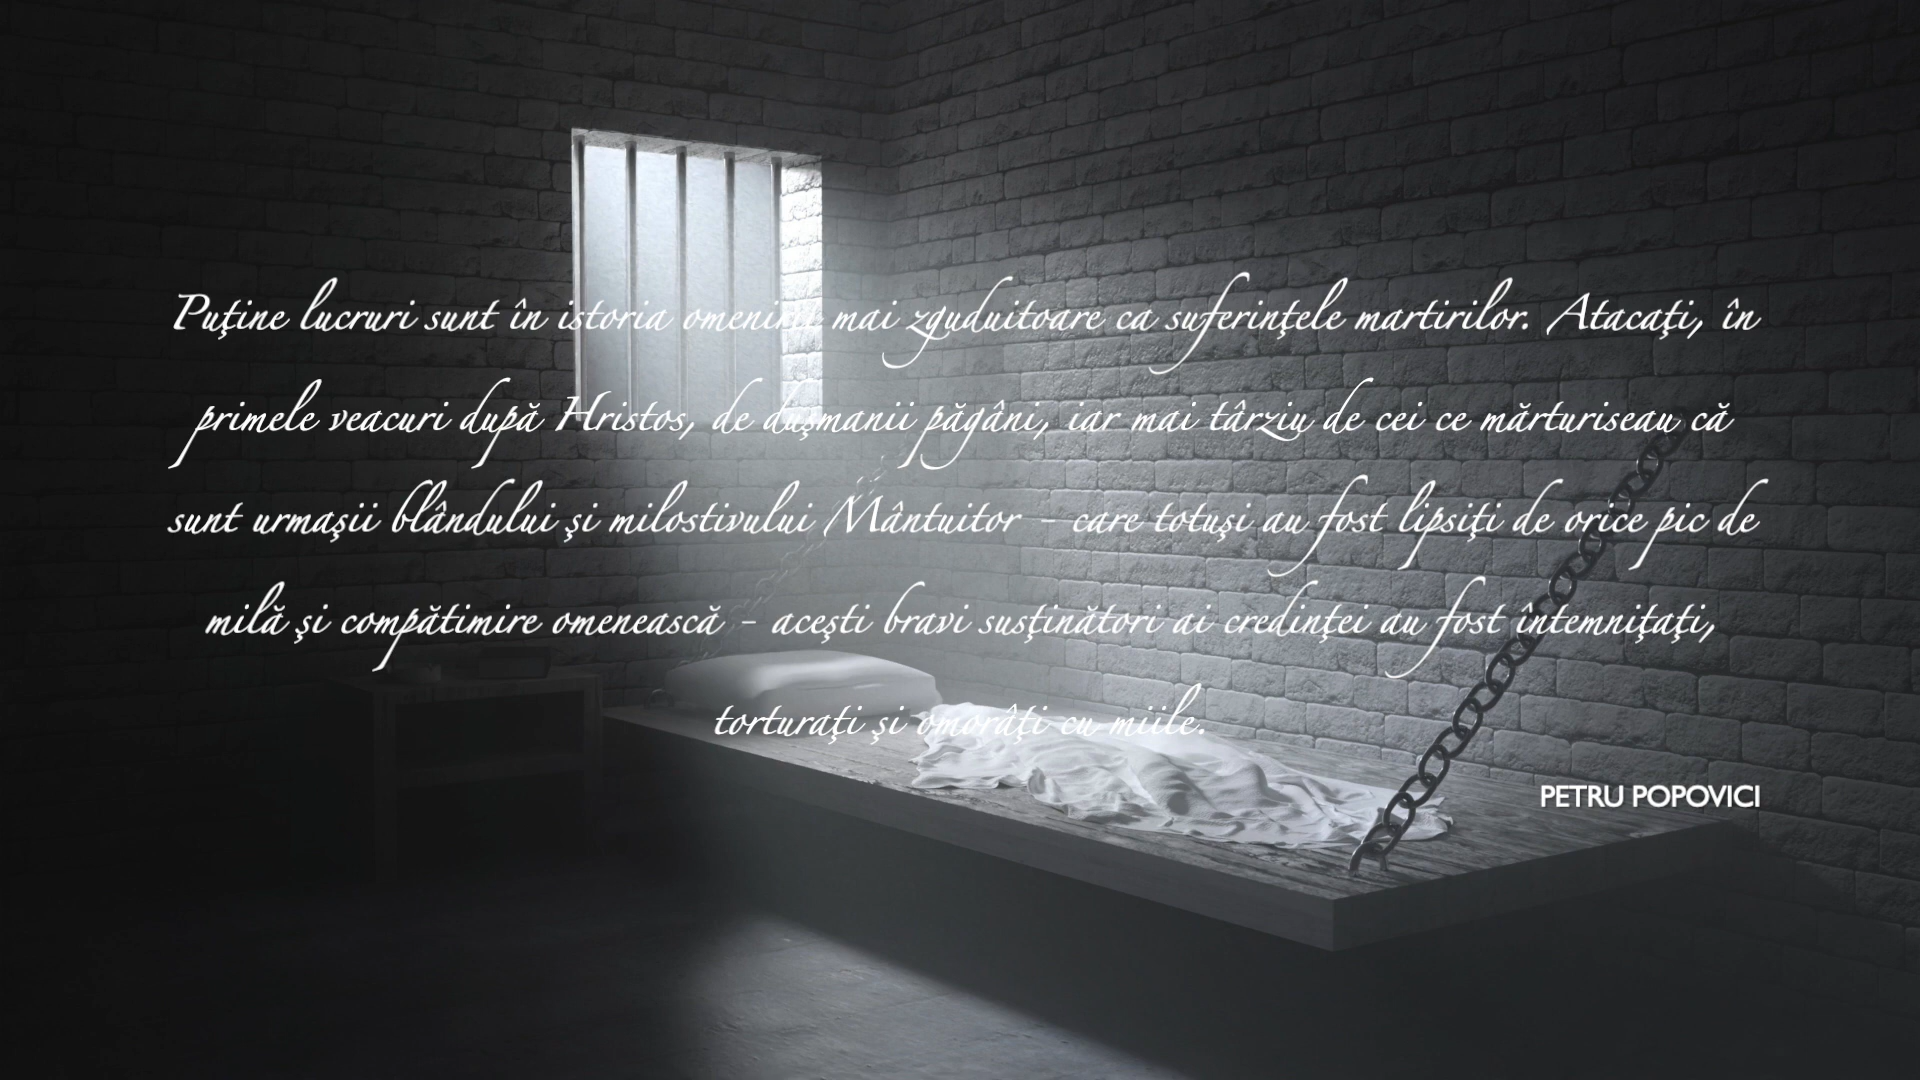 Puţine lucruri sunt în istoria omenirii mai zguduitoare ca suferinţele martirilor. Atacaţi, în
primele veacuri după Hristos, de duşmanii păgâni, iar mai târziu de cei ce mărturiseau că
sunt urmaşii blândului şi milostivului Mântuitor - care totuşi au fost lipsiţi de orice pic de
milă şi compătimire omenească - aceşti bravi susţinători ai credinţei au fost întemniţaţi,
torturaţi şi omorâţi cu miile.
PETRU POPOVICI